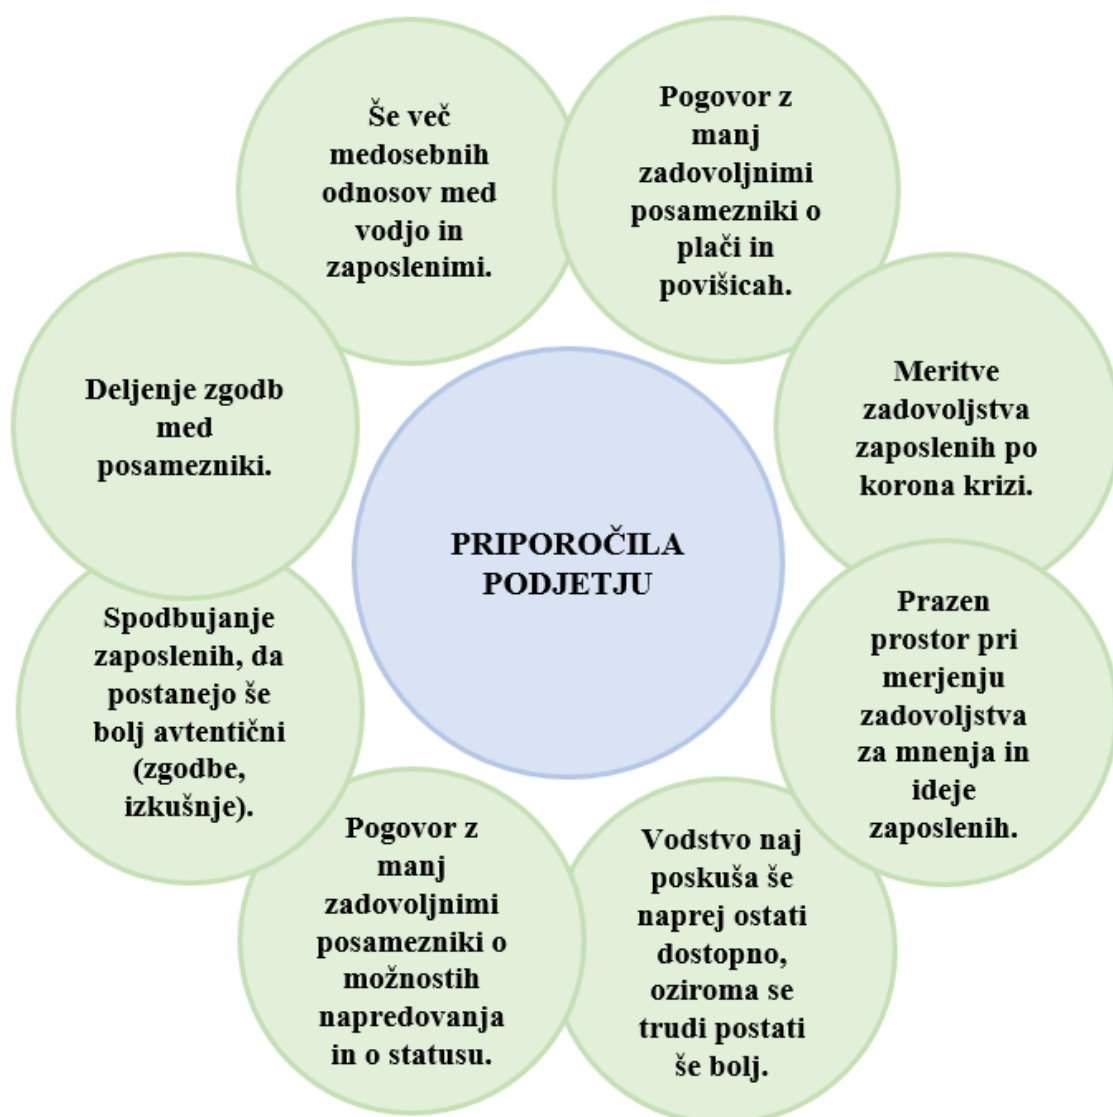 Še več
medosebnih
odnosov med
vodjo in
zaposlenimi.
Pogovor z
manj
zadovoljnimi
posamezniki o
plači in
povišicah.
Meritve
zadovoljstva
zaposlenih po
korona krizi.
Prazen
prostor pri
merjenju
zadovoljstva
za mnenja in
ideje
zaposlenih.
Vodstvo naj
poskuša še
naprej ostati
dostopno,
oziroma se
trudi postati
še bolj.
Pogovor z
manj
zadovoljnimi
posamezniki o
možnostih
napredovanja
in o statusu.
Spodbujanje
zaposlenih, da
postanejo še
bolj avtentični
(zgodbe,
izkušnje).
Deljenje zgodb
med
posamezniki.
PRIPOROČILA
PODJETJU